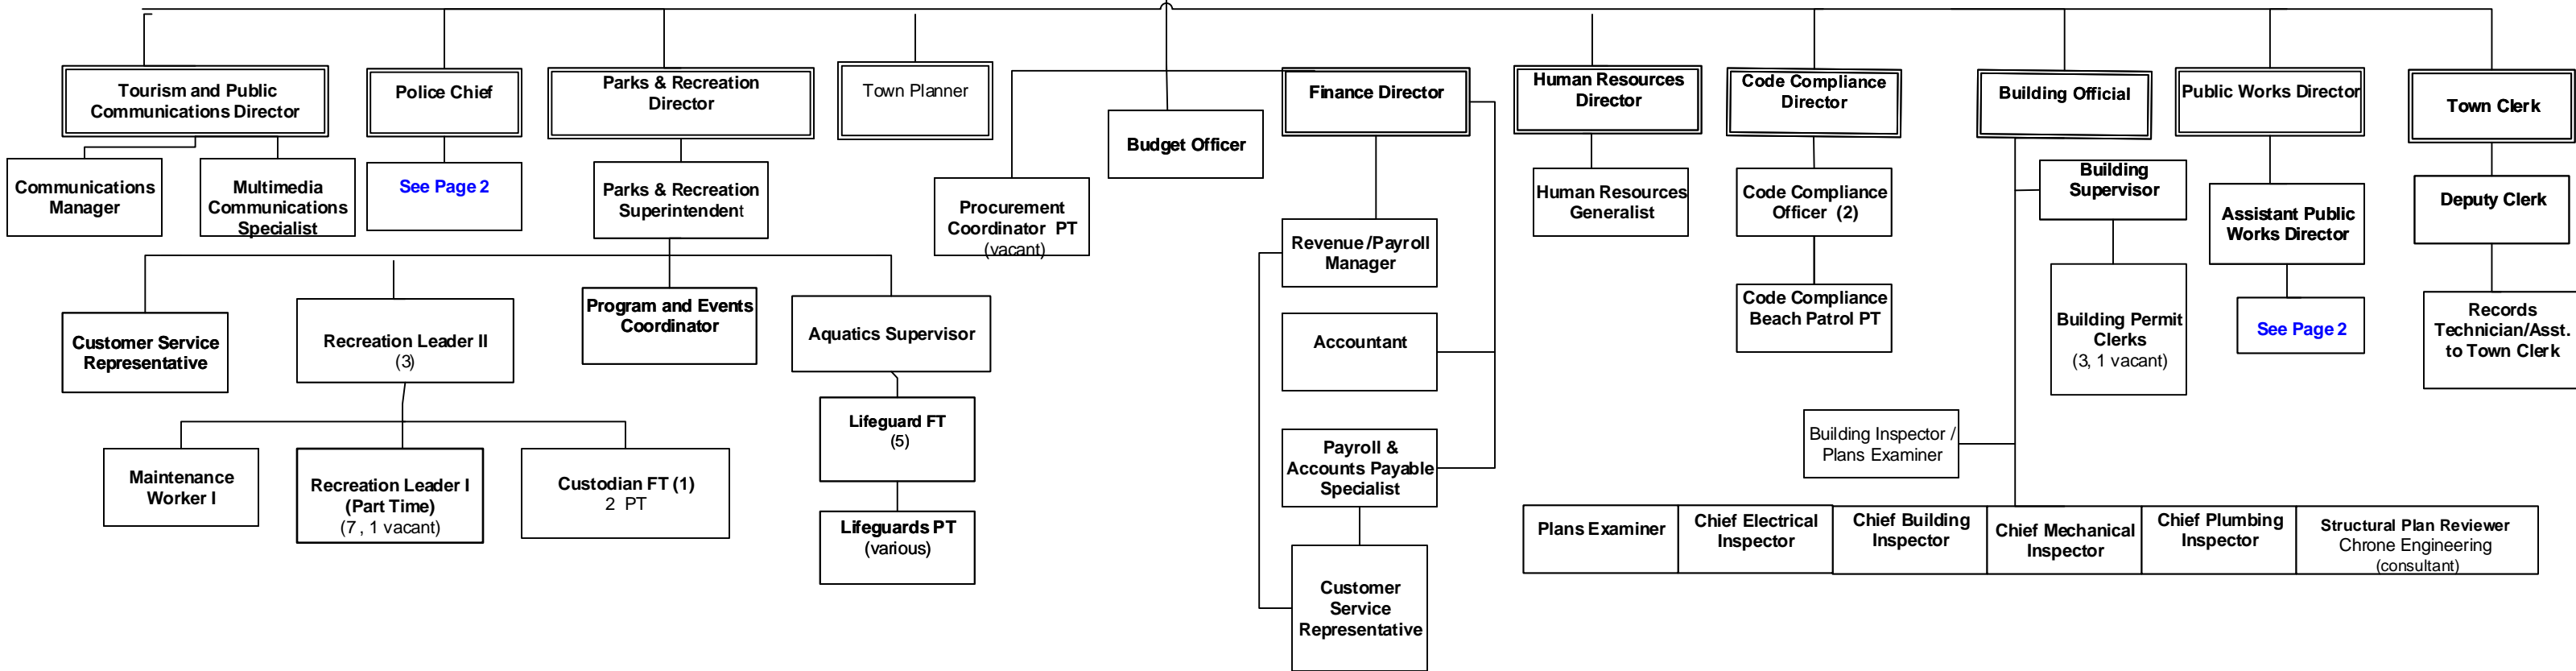 Tourism and Public
Communications Director
Police Chief
Parks & Recreation
Director
Town Planner
Finance Director
Human Resources
Director
Code Compliance
Director
Building Official
Public Works Director
Town Clerk
Budget Officer
Communications
Manager
Multimedia
Communications
Specialist
See Page 2
Parks & Recreation
Superintendent
Procurement
Coordinator PT
(vacant)
Revenue/Payroll
Manager
Human Resources
Generalist
Code Compliance
Officer (2)
Building
Supervisor
Assistant Public
Works Director
Deputy Clerk
Customer Service
Representative
Recreation Leader II
(3)
Program and Events
Coordinator
Aquatics Supervisor
Accountant
Code Compliance
Beach Patrol PT
Building Permit
Clerks
(3, 1 vacant)
See Page 2
Records
Technician/Asst.
to Town Clerk
Lifeguard FT
(5)
Building Inspector /
Plans Examiner
Maintenance
Worker I
Recreation Leader I
(Part Time)
(7 , 1 vacant)
Custodian FT (1)
2 PT
Lifeguards PT
(various)
Payroll &
Accounts Payable
Specialist
Plans Examiner
Chief Electrical
Inspector
Chief Building
Inspector
Chief Mechanical
Inspector
Chief Plumbing
Inspector
Structural Plan Reviewer
Chrone Engineering
(consultant)
Customer
Service
Representative